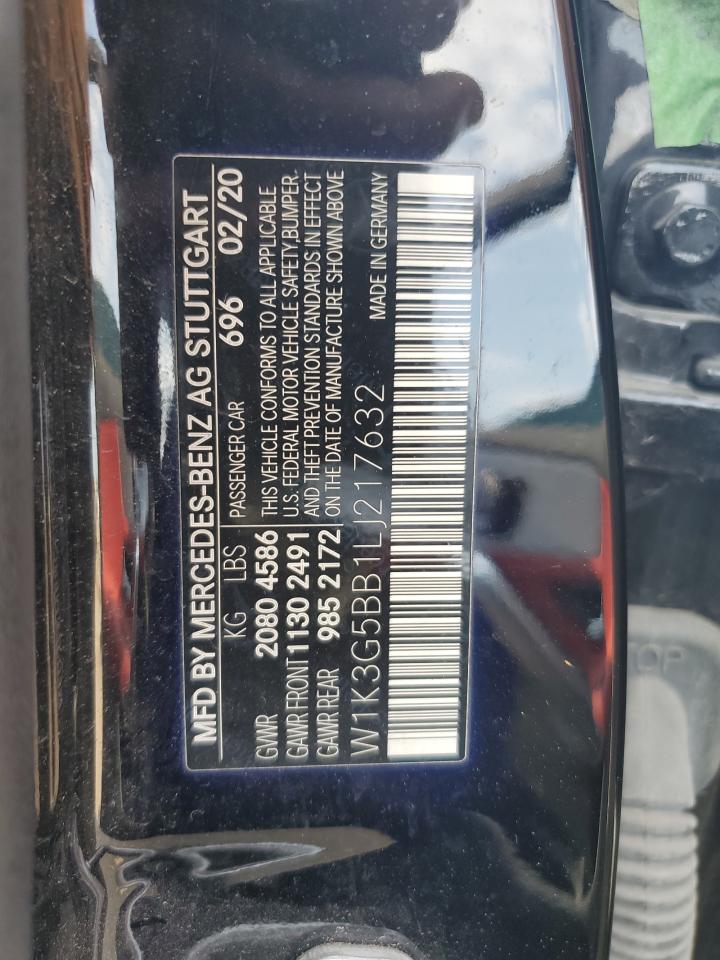 MFD BY MERCEDES-BENZ AG STUTTGART
KG LBS PASSENGER CAR 696 02/20
GWR 2080 4586 THIS VEHICLE CONFORMS TO ALL APPLICABLE
GAWR FRONT 1130 2491 U.S. FEDERAL MOTOR VEHICLE SAFETY,BUMPER.
GAWR REAR 985 2172 AND THEFT PREVENTION STANDARDS IN EFFECT
ON THE DATE OF MANUFACTURE SHOWN ABOVE
W1K3G5BB1LJ217632 MADE IN GERMANY